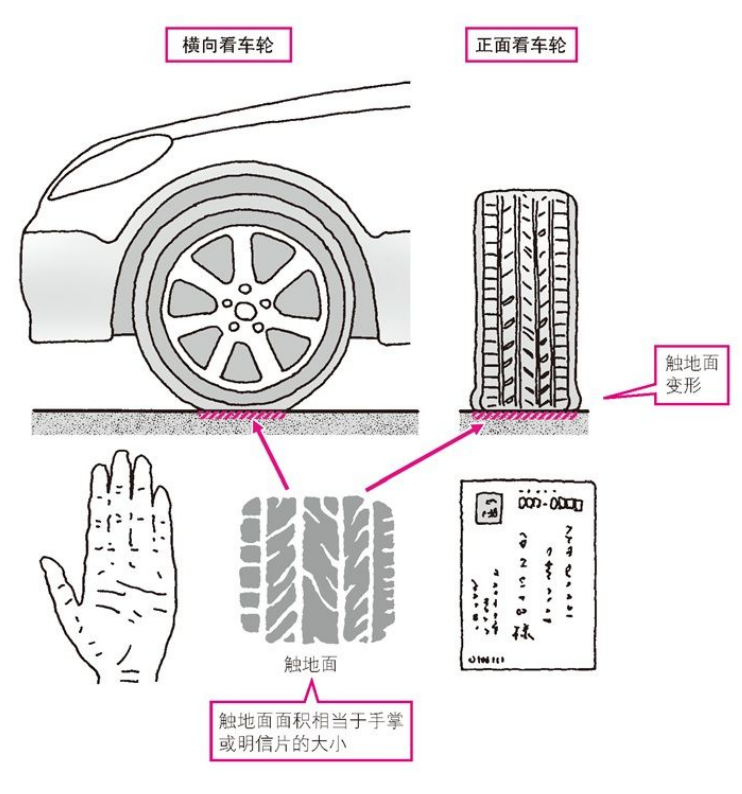 横向看车轮
正面看车轮
触地面
变形
触地面
触地面面积相当于手掌
或明信片的大小
様